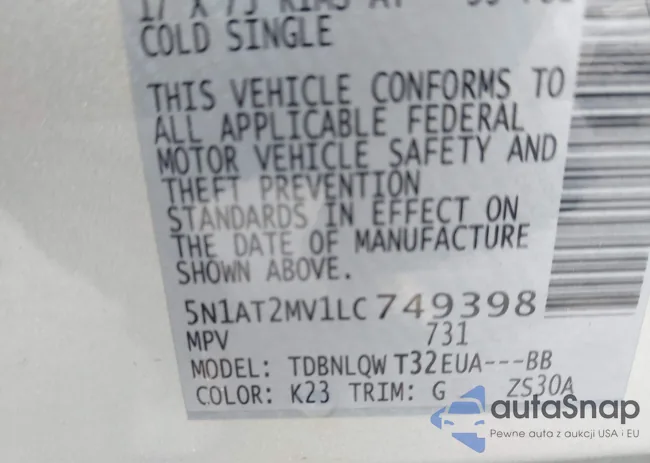 COLD SINGLE
THIS VEHICLE CONFORMS TO
ALL APPLICABLE FEDERAL
MOTOR VEHICLE SAFETY AND
THEFT PREVENTION
STANDARDS IN EFFECT ON
THE DATE OF MANUFACTURE
SHOWN ABOVE.
5N1AT2MV1LC749398
MPV 731
MODEL: TDBNLQW T32EUA---BB
COLOR: K23 TRIM: G ZS30A
autaSnap
Pewne auta z aukcji USA i EU